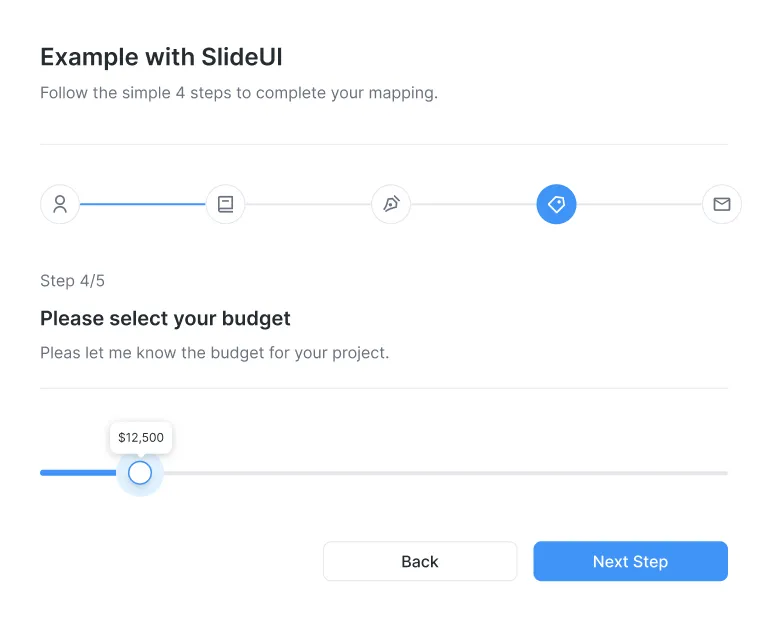 Example with SlideUI
Follow the simple 4 steps to complete your mapping.
Step 4/5
Please select your budget
Pleas let me know the budget for your project.
$12,500
Back
Next Step